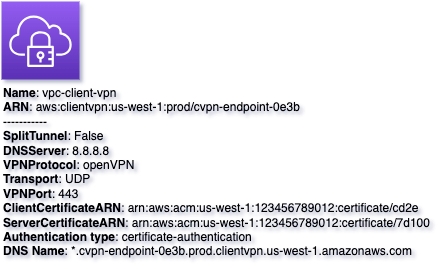 Name: vpc-client-vpn
ARN: aws:clientvpn:us-west-1:prod/cvpn-endpoint-0e3b
-----------
SplitTunnel: False
DNSServer: 8.8.8.8
VPNProtocol: openVPN
Transport: UDP
VPNPort: 443
ClientCertificateARN: arn:aws:acm:us-west-1:123456789012:certificate/cd2e
ServerCertificateARN: arn:aws:acm:us-west-1:123456789012:certificate/7d100
Authentication type: certificate-authentication
DNS Name: *.cvpn-endpoint-0e3b.prod.clientvpn.us-west-1.amazonaws.com